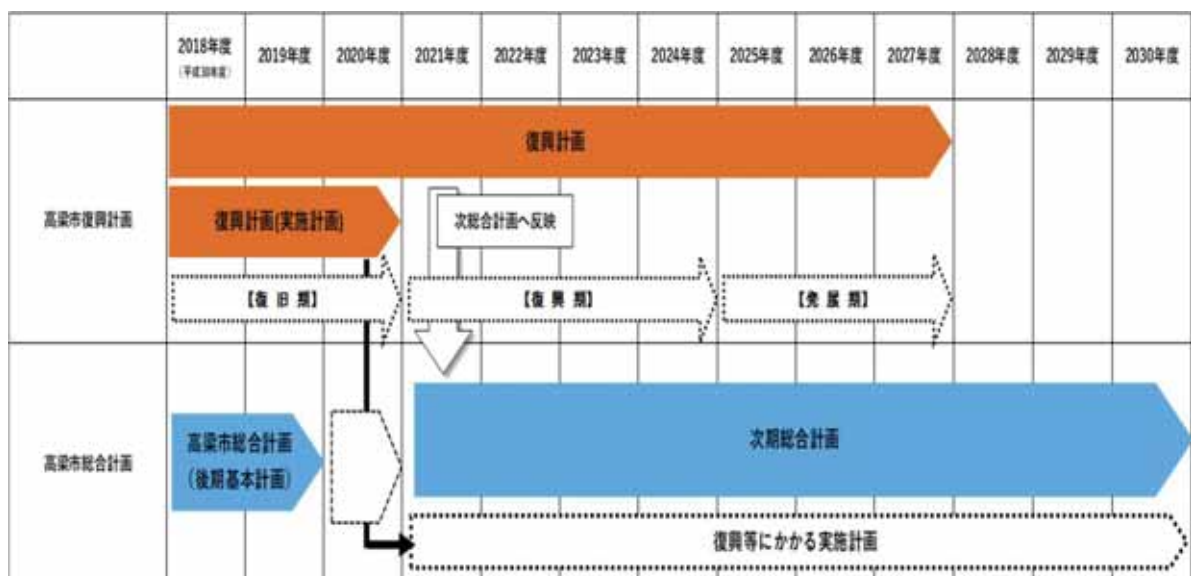 2018年度
(平成30年度)
2019年度
2020年度
2021年度
2022年度
2023年度
2024年度
2025年度
2026年度
2027年度
2028年度
2029年度
2030年度
高梁市復興計画
復興計画
復興計画(実施計画)
次総合計画へ反映
【復旧期】
【復興期】
【発展期】
高梁市総合計画
高梁市総合計画
(後期基本計画)
次期総合計画
復興等にかかる実施計画